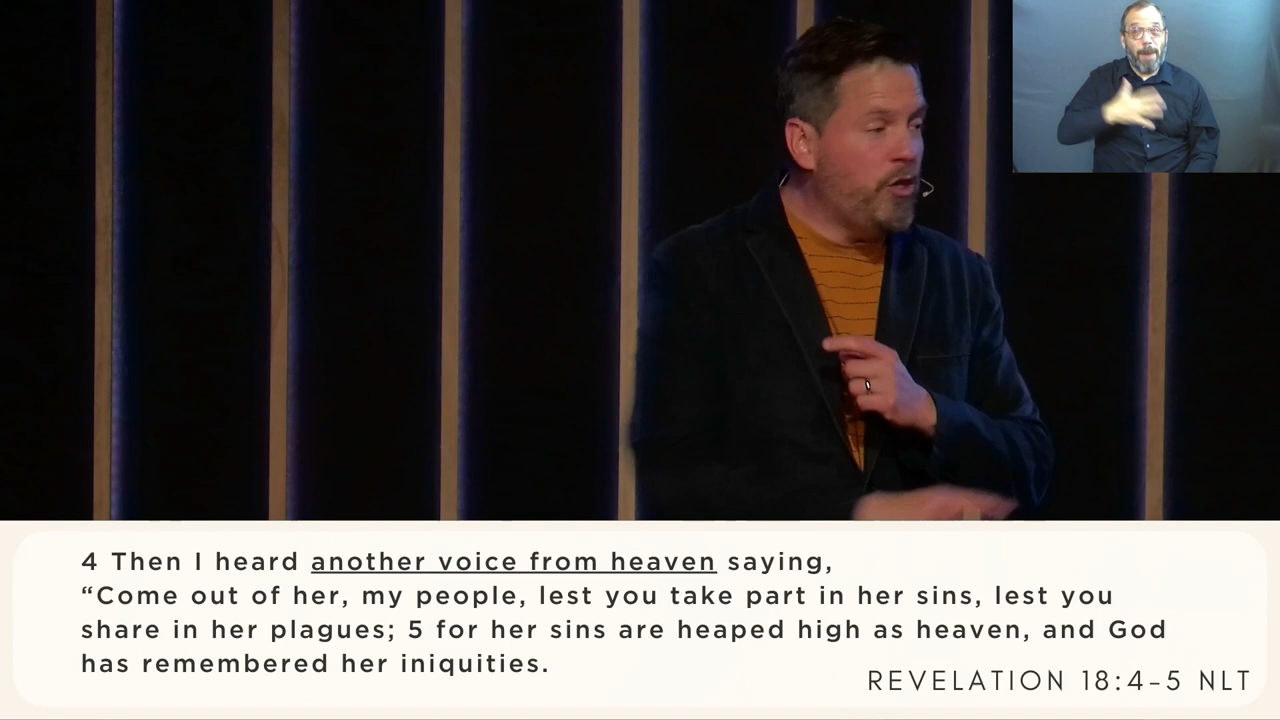 4 Then I heard another voice from heaven saying,
“Come out of her, my people, lest you take part in her sins, lest you
share in her plagues; 5 for her sins are heaped high as heaven, and God
has remembered her iniquities.
REVELATION 18:4-5 NLT